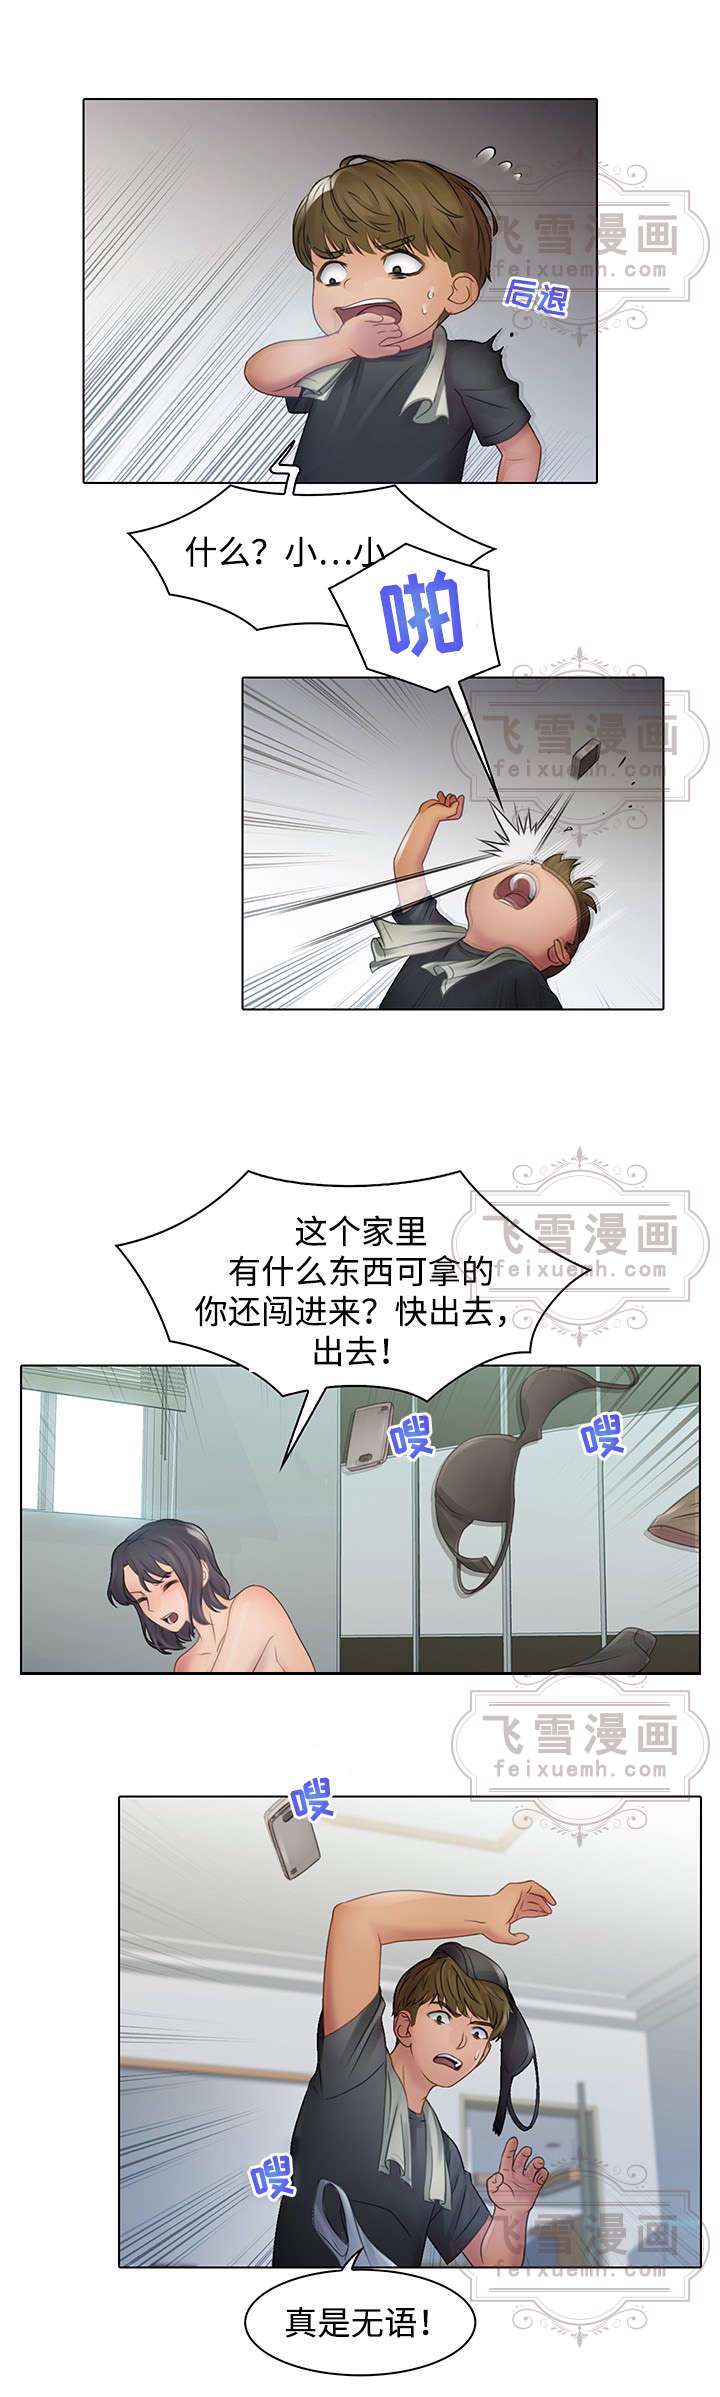 飞雪漫画
feixuemh.com
后退
什么？小…小
啪
飞雪漫画
feixuemh.com
飞雪漫画
feixuemh.com
这个家里
有什么东西可拿的
你还闯进来？快出去，
出去！
嗖
嗖
飞雪漫画
feixuemh.com
嗖
嗖
飞雪漫画
feixuemh.com
真是无语！